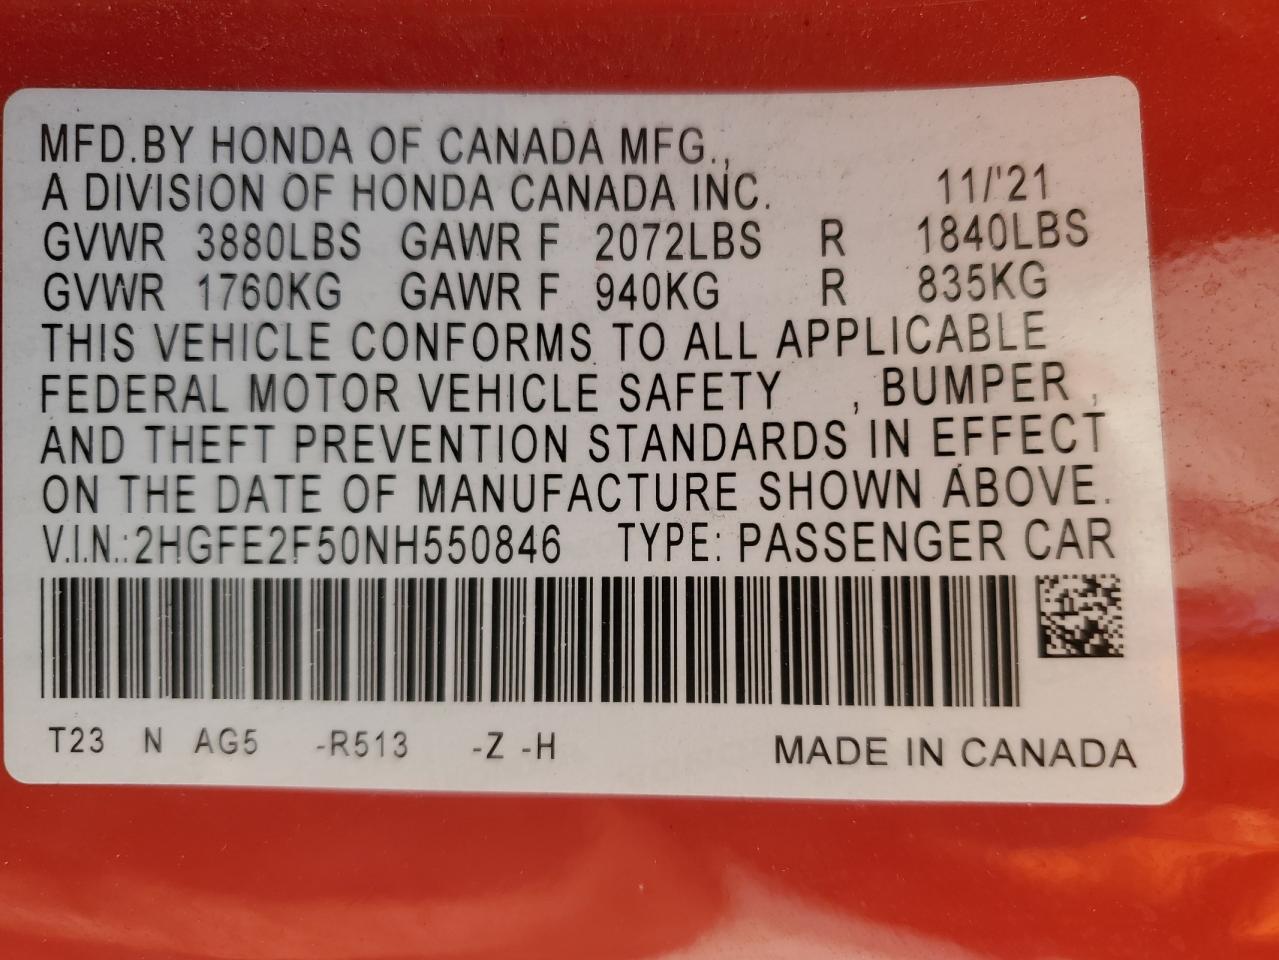 MFD.BY HONDA OF CANADA MFG.,
A DIVISION OF HONDA CANADA INC. 11/'21
GVWR 3880LBS GAWR F 2072LBS R 1840LBS
GVWR 1760KG GAWR F 940KG R 835KG
THIS VEHICLE CONFORMS TO ALL APPLICABLE
FEDERAL MOTOR VEHICLE SAFETY , BUMPER ,
AND THEFT PREVENTION STANDARDS IN EFFECT
ON THE DATE OF MANUFACTURE SHOWN ABOVE.
V.I.N.:2HGFE2F50NH550846 TYPE: PASSENGER CAR
T23 N AG5 -R513 -Z -H MADE IN CANADA